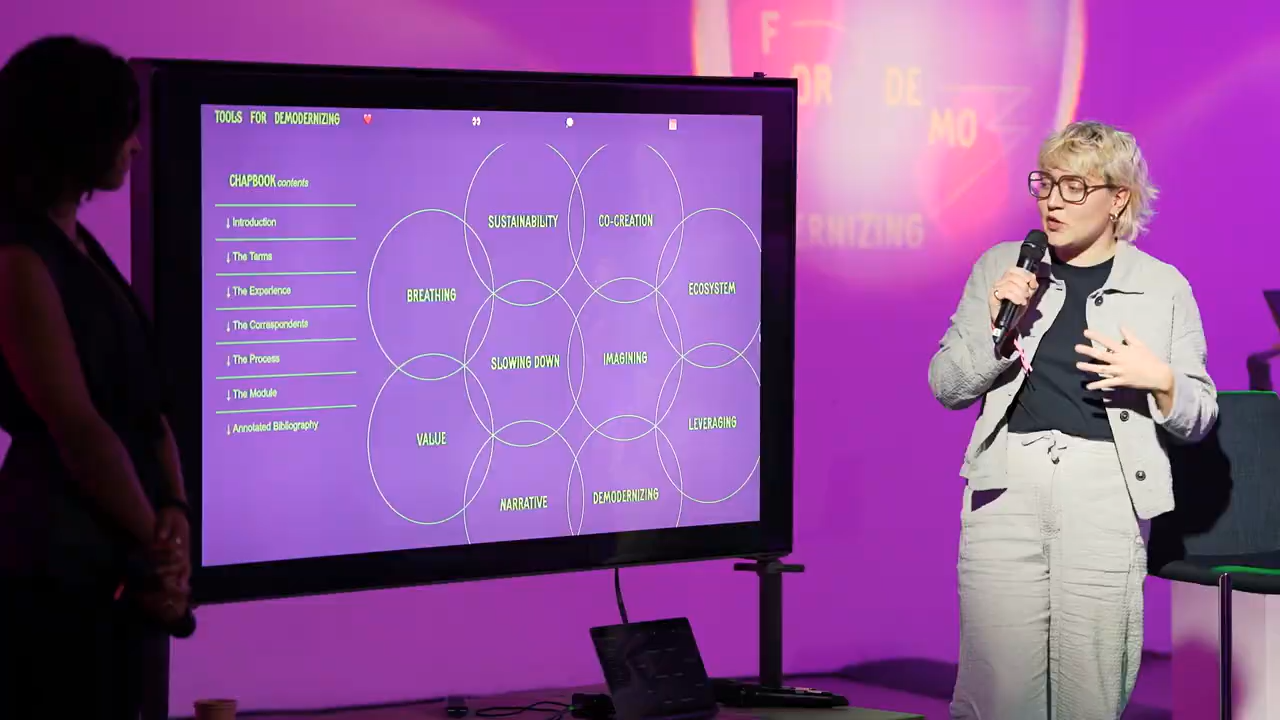 TOOLS FOR DEMODERNIZING
CHAPBOOK contents
↓ Introduction
↓ The Terms
↓ The Experience
↓ The Correspondents
↓ The Process
↓ The Module
↓ Annotated Bibliography
SUSTAINABILITY
CO-CREATION
BREATHING
ECOSYSTEM
SLOWING DOWN
IMAGINING
VALUE
LEVERAGING
NARRATIVE
DEMODERNIZING
F
OR DE
MO
ERNIZING